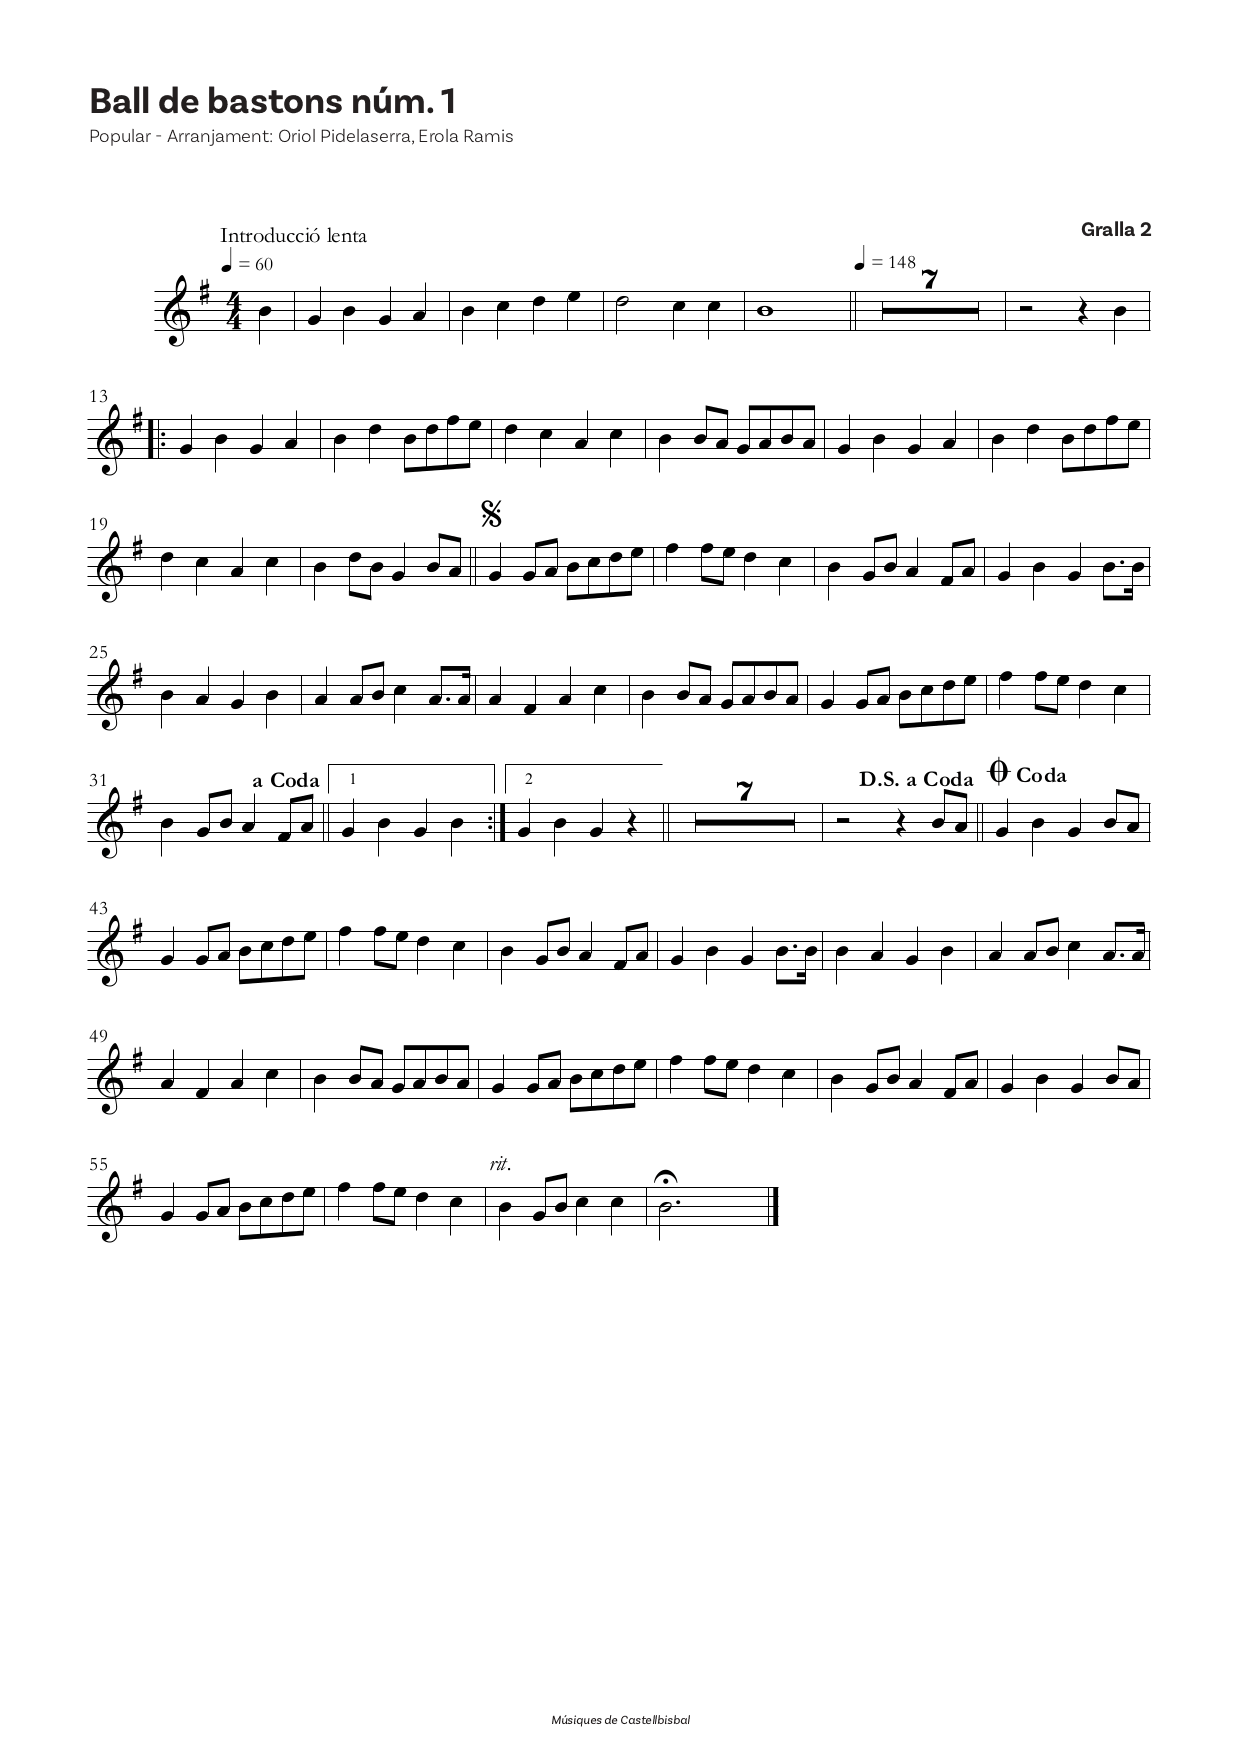 Ball de bastons núm. 1
Popular - Arranjament: Oriol Pidelaserra, Erola Ramis
Gralla 2
Introducció lenta
= 60
= 148
7
4
4
13
19
25
31
a Coda
1
2
7
D.S. a Coda
Coda
43
49
55
rit.
Músiques de Castellbisbal